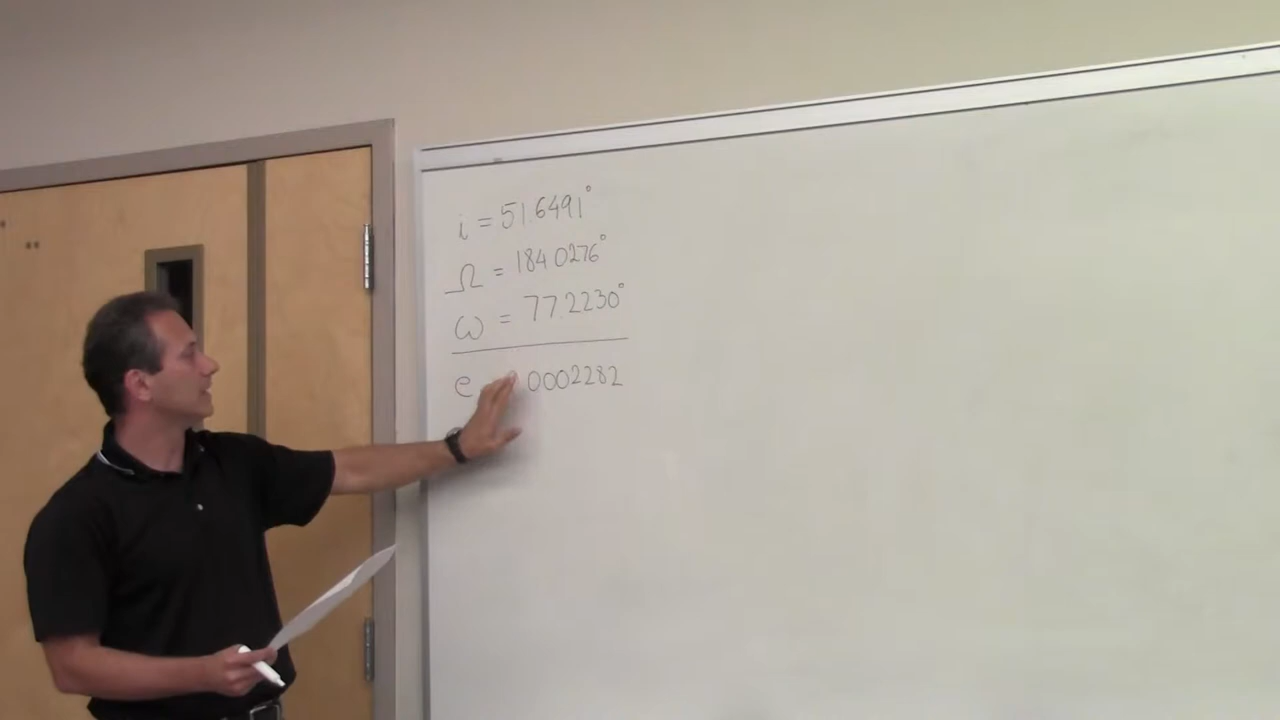 i = 51.6491°
Ω = 184.0276°
ω = 77.2230°
e 0002282